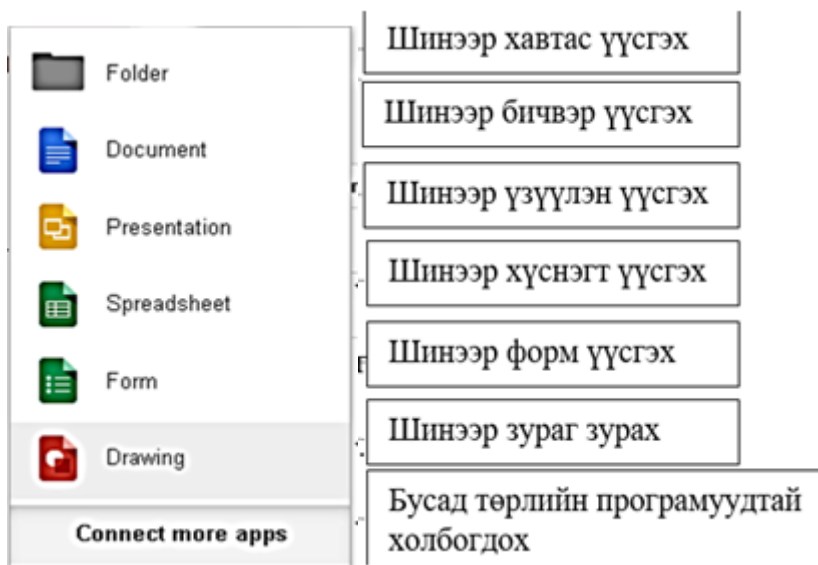 Folder
Шинээр хавтас үүсгэх
Document
Шинээр бичвэр үүсгэх
Presentation
Шинээр үзүүлэн үүсгэх
Spreadsheet
Шинээр хүснэгт үүсгэх
Form
Шинээр форм үүсгэх
Drawing
Шинээр зураг зурах
Connect more apps
Бусад төрлийн програмуудтай
холбогдох